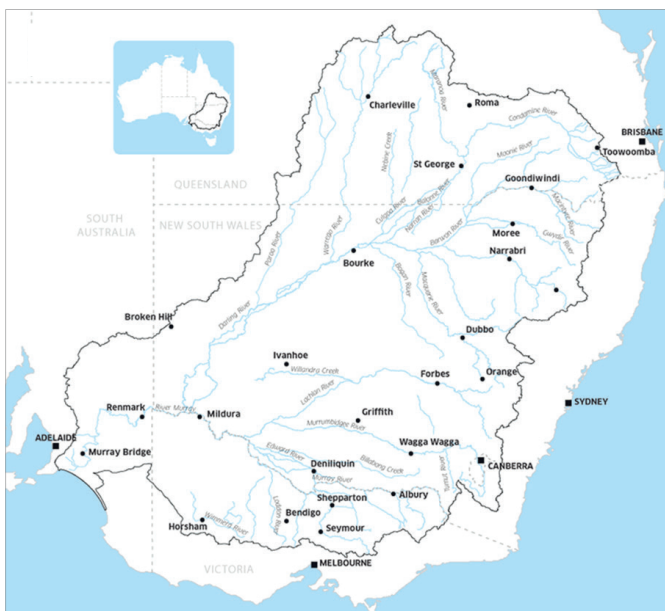 Charleville
Roma
Condamine River
BRISBANE
Toowoomba
Nebine Creek
Moonie River
St George
Goondiwindi
QUEENSLAND
SOUTH
AUSTRALIA
NEW SOUTH WALES
Culgoa River
Narran River
Warrego River
Paroo River
Barwon River
Moree
Gwydir River
Narrabri
Bourke
Bogan River
Macquarie River
Darling River
Broken Hill
Dubbo
Ivanhoe
Willandra Creek
Forbes
Orange
Lachlan River
Renmark
River Murray
Mildura
Griffith
SYDNEY
Murrumbidgee River
ADELAIDE
Murray Bridge
Wagga Wagga
CANBERRA
Edward River
Billabong Creek
Deniliquin
Murray River
Albury
Shepparton
Loddon River
Bendigo
Horsham
Wimmera River
Seymour
VICTORIA
MELBOURNE